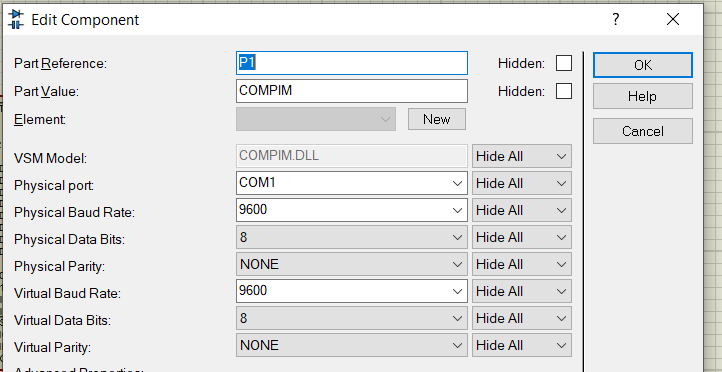 Edit Component ? ×
Part Reference: P1 Hidden: OK
Part Value: COMPIM Hidden: Help
Element: New Cancel
VSM Model: COMPIM.DLL Hide All
Physical port: COM1 Hide All
Physical Baud Rate: 9600 Hide All
Physical Data Bits: 8 Hide All
Physical Parity: NONE Hide All
Virtual Baud Rate: 9600 Hide All
Virtual Data Bits: 8 Hide All
Virtual Parity: NONE Hide All
Advanced Properties: